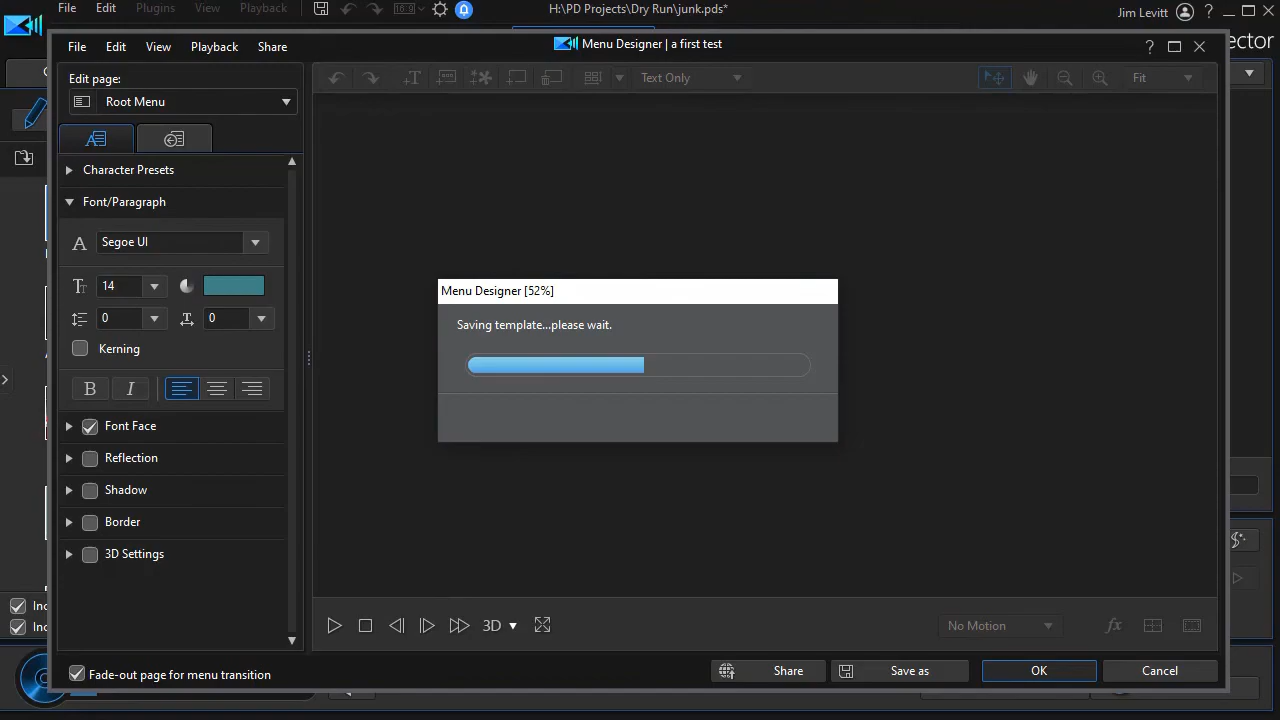 File Edit Plugins View Playback
16:9
H:\PD Projects\Dry Run\junk.pds*
Jim Levitt
?
ector
File Edit View Playback Share
Menu Designer | a first test
?
Edit page:
Root Menu
Text Only
Fit
Character Presets
Font/Paragraph
Segoe UI
14
0
0
Kerning
B I
Font Face
Reflection
Shadow
Border
3D Settings
Menu Designer [52%]
Saving template...please wait.
3D
No Motion
fx
Fade-out page for menu transition
Share
Save as
OK
Cancel
Inc
Inc